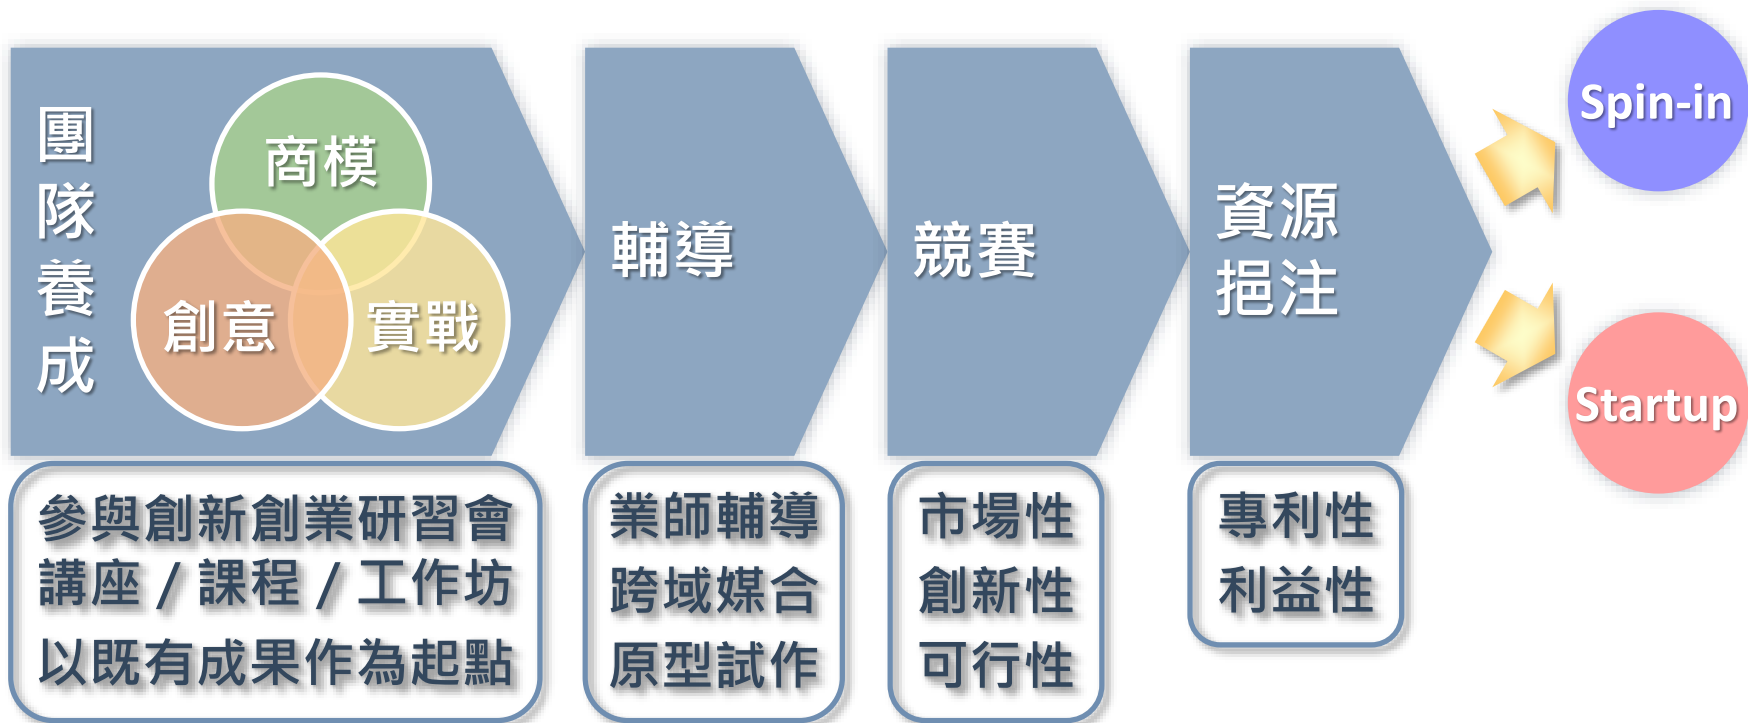 團隊養成
商模
創意
實戰
輔導
競賽
資源
挹注
Spin-in
Startup
參與創新創業研習會
講座 / 課程 / 工作坊
以既有成果作為起點
業師輔導
跨域媒合
原型試作
市場性
創新性
可行性
專利性
利益性